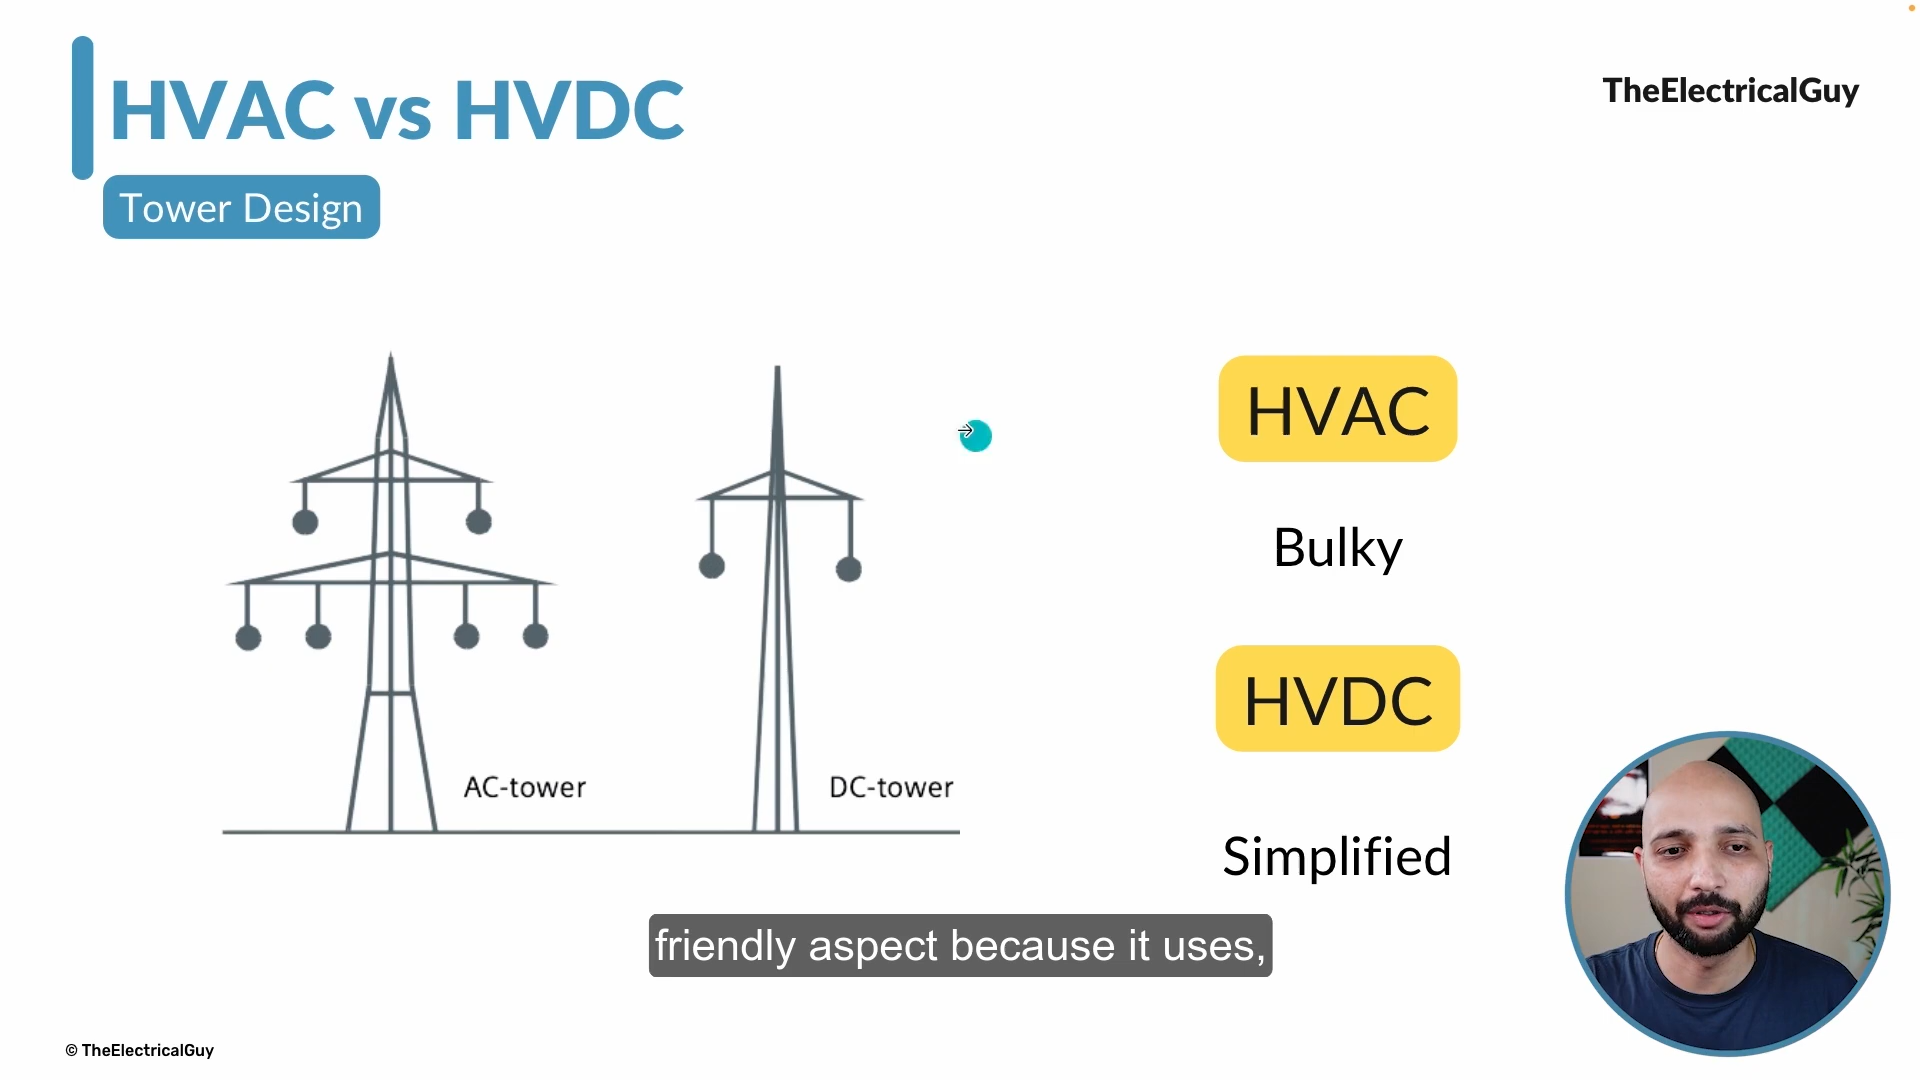 HVAC vs HVDC
TheElectricalGuy
Tower Design
HVAC
Bulky
HVDC
AC-tower
DC-tower
Simplified
friendly aspect because it uses,
© TheElectricalGuy